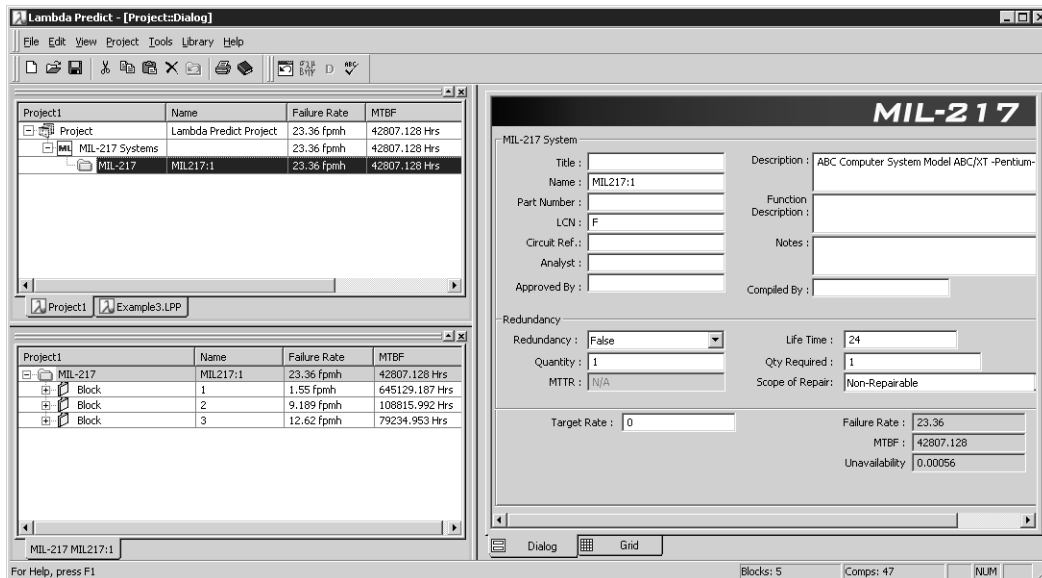 Lambda Predict - [Project::Dialog]
File Edit View Project Tools Library Help
Project1 Name Failure Rate MTBF
Project Lambda Predict Project 23.36 fpmh 42807.128 Hrs
ML MIL-217 Systems 23.36 fpmh 42807.128 Hrs
MIL-217 MIL217:1 23.36 fpmh 42807.128 Hrs
Project1 Example3.LPP
Project1 Name Failure Rate MTBF
MIL-217 MIL217:1 23.36 fpmh 42807.128 Hrs
Block 1 1.55 fpmh 645129.187 Hrs
Block 2 9.189 fpmh 108815.992 Hrs
Block 3 12.62 fpmh 79234.953 Hrs
MIL-217 MIL217:1
MIL-217
MIL-217 System
Title :
Name : MIL217:1
Part Number :
LCN : F
Circuit Ref.:
Analyst :
Approved By :
Description : ABC Computer System Model ABC/XT -Pentium-
Function
Description :
Notes :
Compiled By :
Redundancy
Redundancy : False
Quantity : 1
MTTR : N/A
Life Time : 24
Qty Required : 1
Scope of Repair: Non-Repairable
Target Rate : 0
Failure Rate : 23.36
MTBF : 42807.128
Unavailability 0.00056
Dialog Grid
For Help, press F1 Blocks: 5 Comps: 47 NUM